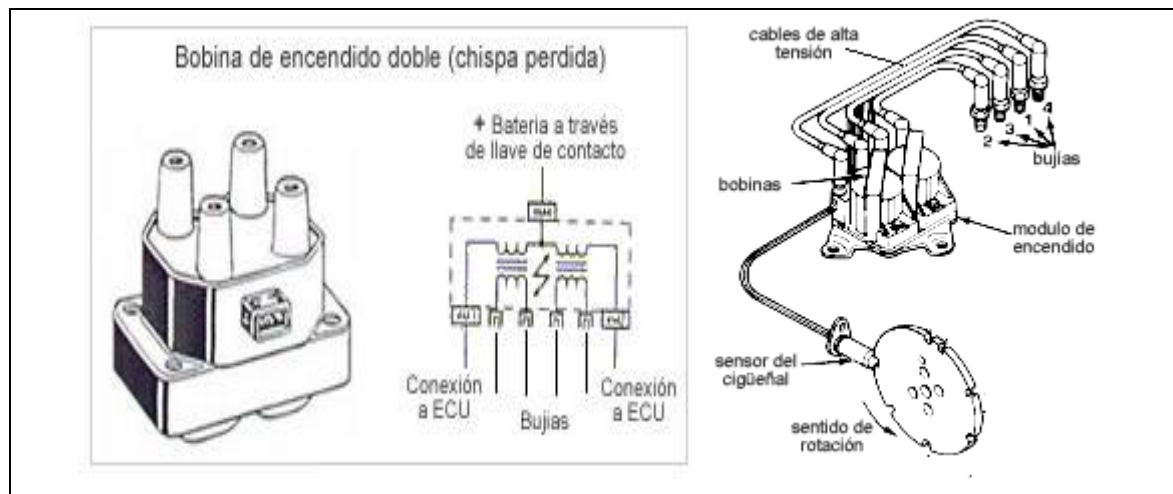 Bobina de encendido doble (chispa perdida)
+ Bateria a través
de llave de contacto
Conexión
a ECU
Bujias
Conexión
a ECU
cables de alta
tensión
2 3 1 4
bujías
bobinas
modulo de
encendido
sensor del
cigüeñal
sentido de
rotación